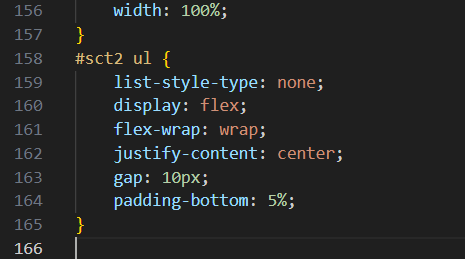 156 width: 100%;
157 }
158 #sct2 ul {
159 list-style-type: none;
160 display: flex;
161 flex-wrap: wrap;
162 justify-content: center;
163 gap: 10px;
164 padding-bottom: 5%;
165 }
166